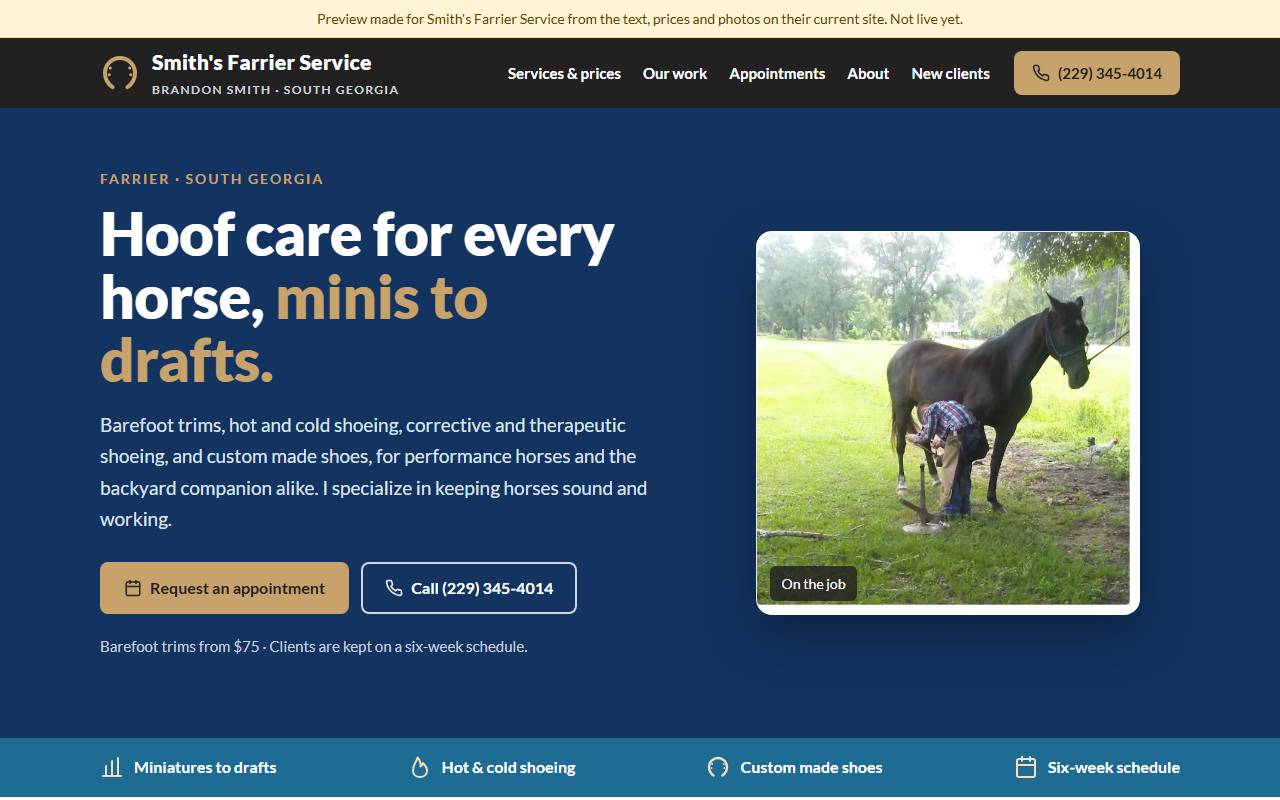 Preview made for Smith's Farrier Service from the text, prices and photos on their current site. Not live yet.
Smith's Farrier Service
BRANDON SMITH · SOUTH GEORGIA
Services & prices
Our work
Appointments
About
New clients
(229) 345-4014
FARRIER · SOUTH GEORGIA
Hoof care for every
horse, minis to
drafts.
Barefoot trims, hot and cold shoeing, corrective and therapeutic
shoeing, and custom made shoes, for performance horses and the
backyard companion alike. I specialize in keeping horses sound and
working.
Request an appointment
Call (229) 345-4014
Barefoot trims from $75 · Clients are kept on a six-week schedule.
On the job
Miniatures to drafts
Hot & cold shoeing
Custom made shoes
Six-week schedule